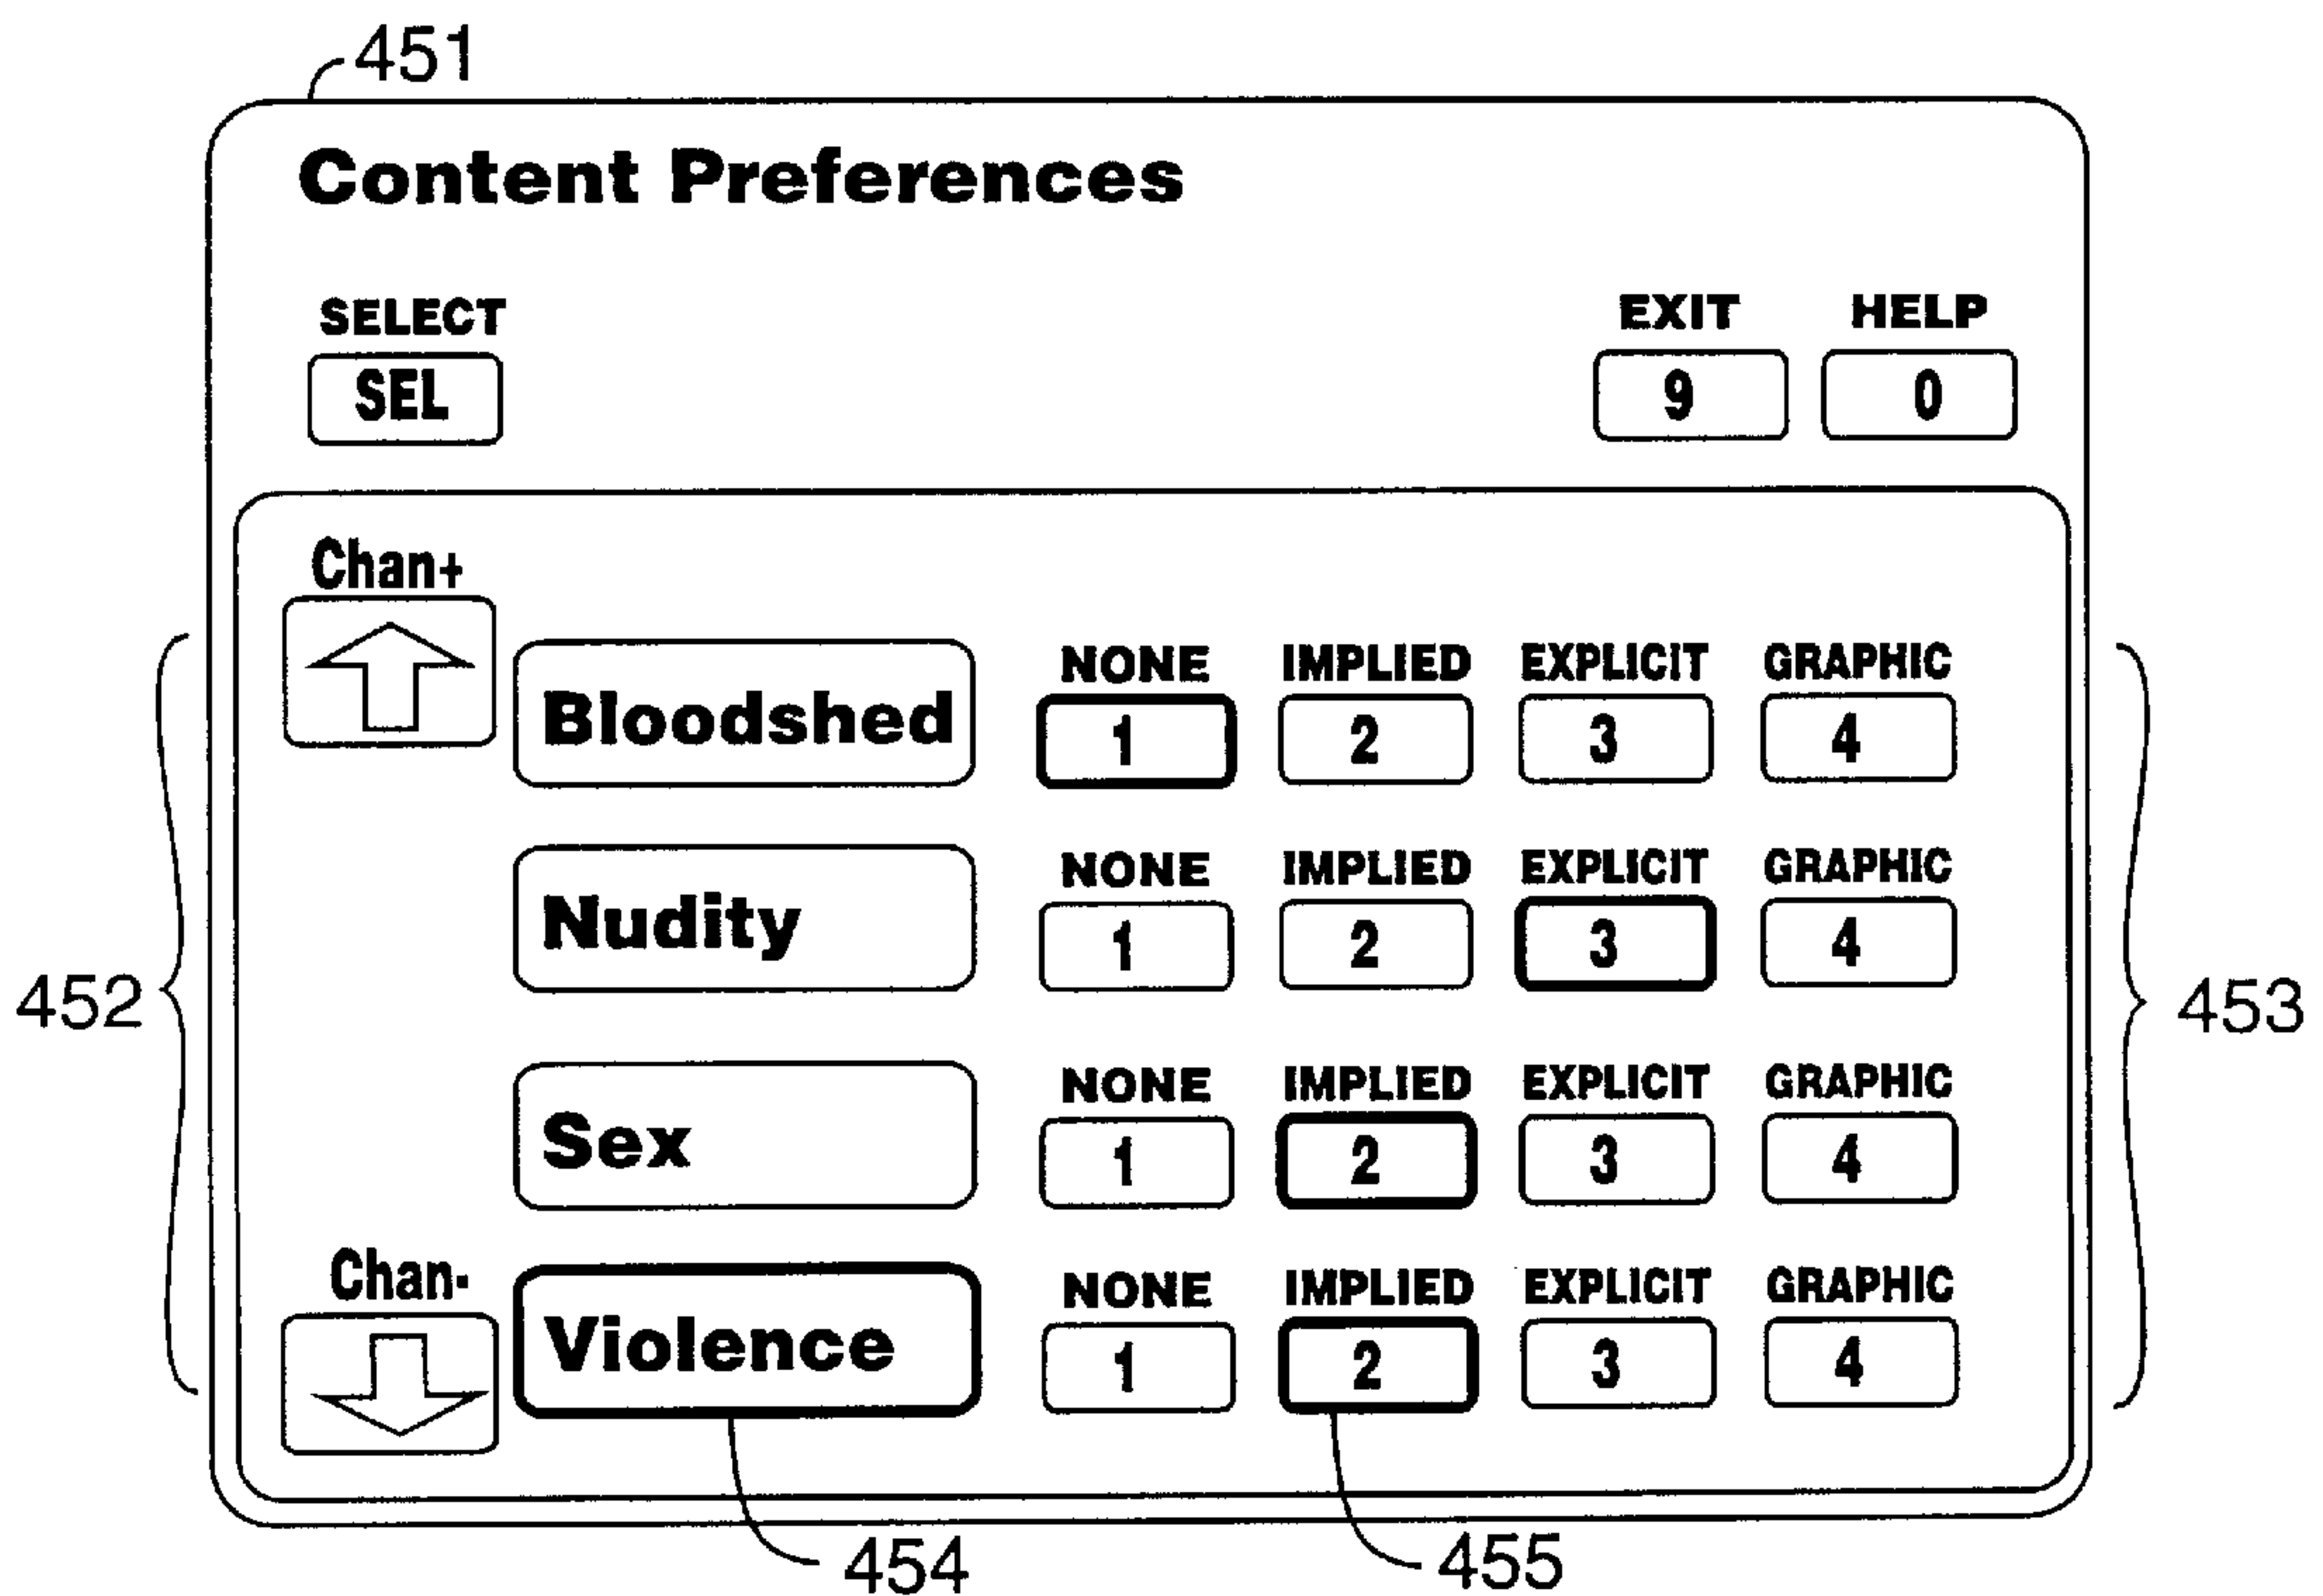 451
Content Preferences
SELECT EXIT HELP
SEL 9 0
Chan+
NONE IMPLIED EXPLICIT GRAPHIC
Bloodshed 1 2 3 4
NONE IMPLIED EXPLICIT GRAPHIC
Nudity 1 2 3 4
452 453
NONE IMPLIED EXPLICIT GRAPHIC
Sex 1 2 3 4
Chan-
NONE IMPLIED EXPLICIT GRAPHIC
Violence 1 2 3 4
454 455